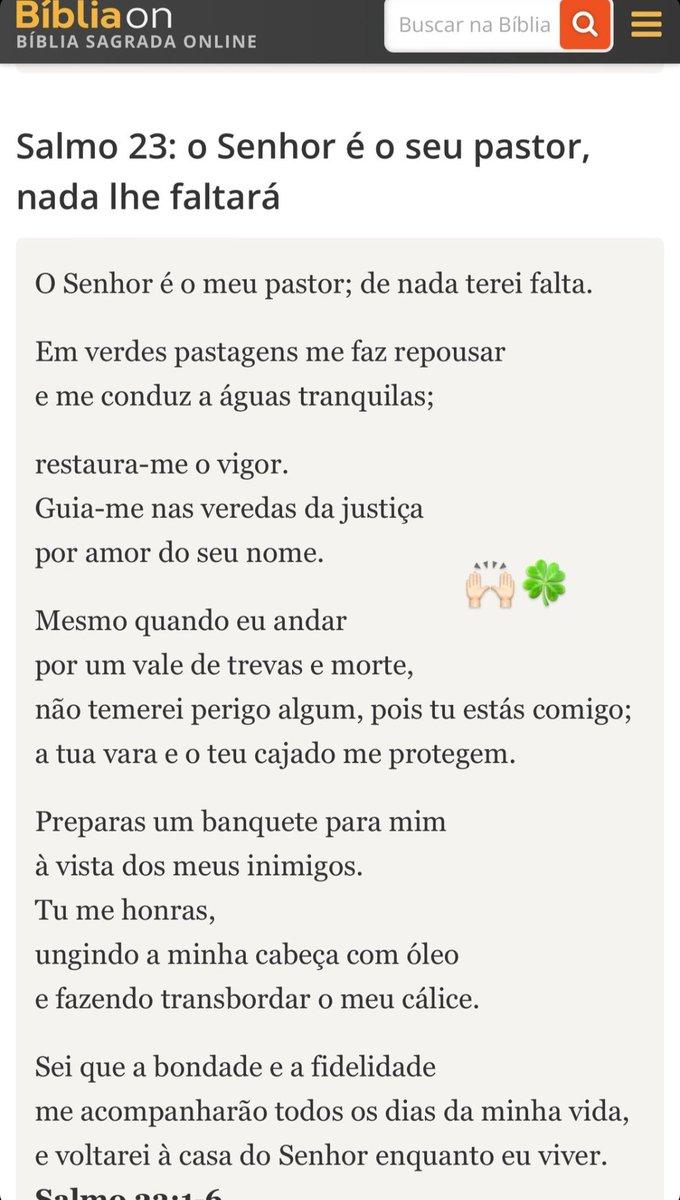 Bíbliaon
BÍBLIA SAGRADA ONLINE
Buscar na Bíblia
Salmo 23: o Senhor é o seu pastor,
nada lhe faltará
O Senhor é o meu pastor; de nada terei falta.
Em verdes pastagens me faz repousar
e me conduz a águas tranquilas;
restaura-me o vigor.
Guia-me nas veredas da justiça
por amor do seu nome.
Mesmo quando eu andar
por um vale de trevas e morte,
não temerei perigo algum, pois tu estás comigo;
a tua vara e o teu cajado me protegem.
Preparas um banquete para mim
à vista dos meus inimigos.
Tu me honras,
ungindo a minha cabeça com óleo
e fazendo transbordar o meu cálice.
Sei que a bondade e a fidelidade
me acompanharão todos os dias da minha vida,
e voltarei à casa do Senhor enquanto eu viver.
Salmo 23:1-6